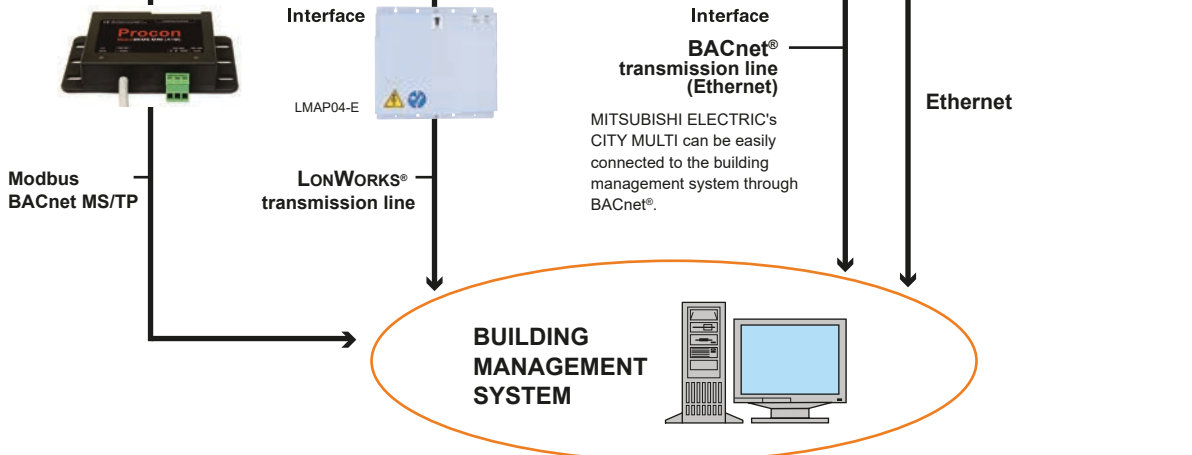 Interface
Procon
LMAP04-E
Modbus
BACnet MS/TP
LONWORKS®
transmission line
Interface
BACnet®
transmission line
(Ethernet)
MITSUBISHI ELECTRIC's
CITY MULTI can be easily
connected to the building
management system through
BACnet®.
Ethernet
BUILDING
MANAGEMENT
SYSTEM